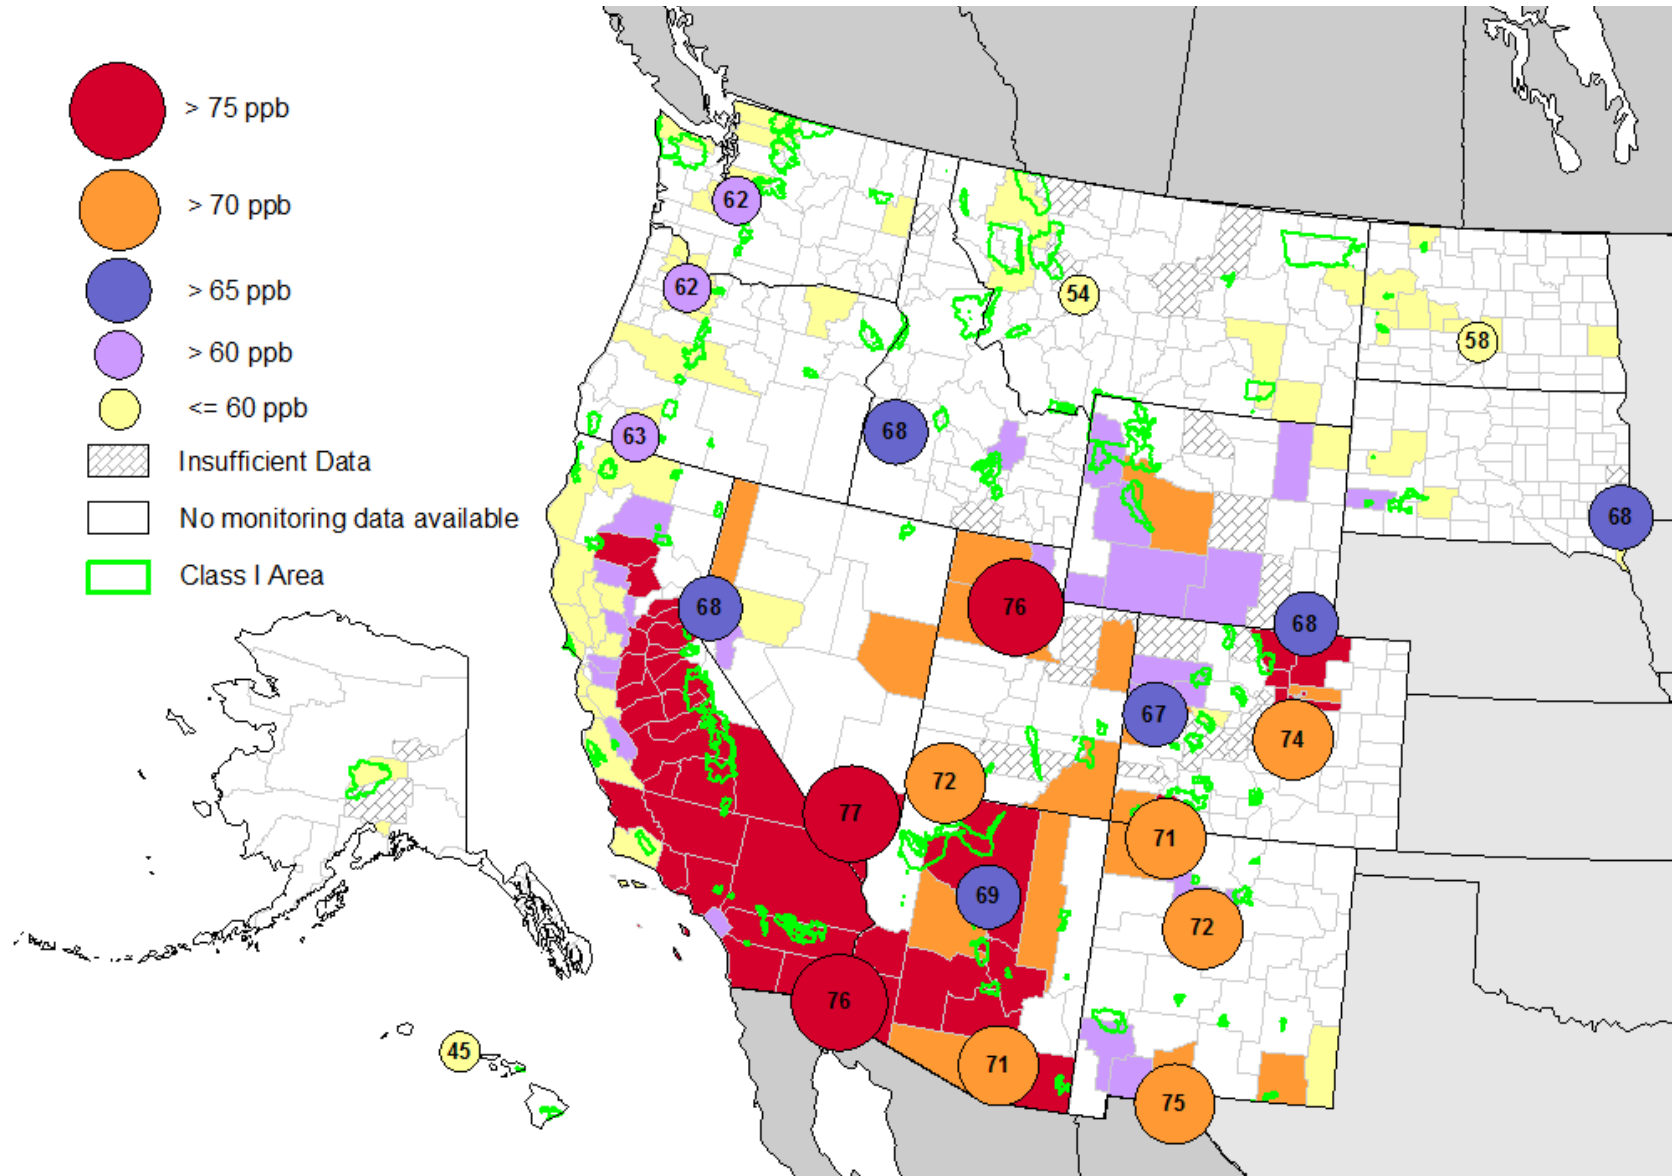 > 75 ppb
> 70 ppb
> 65 ppb
> 60 ppb
<= 60 ppb
Insufficient Data
No monitoring data available
Class I Area
62
62
54
58
63
68
68
68
76
68
67
74
72
77
71
69
72
76
71
75
45